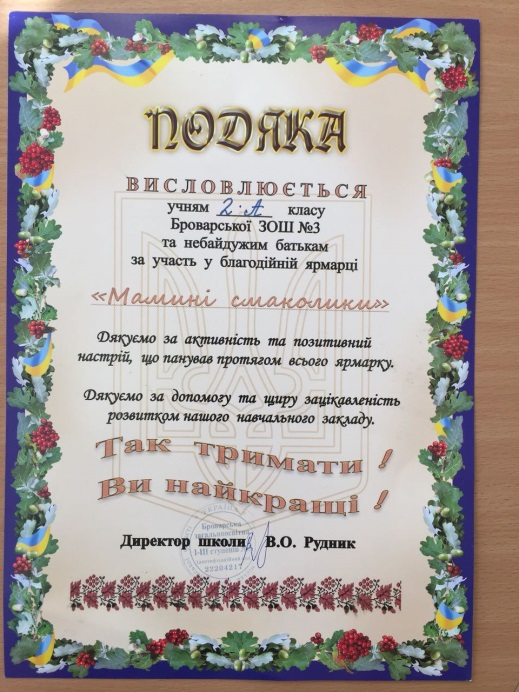 ПОДЯКА
ВИСЛОВЛЮЄТЬСЯ
учням 2-А класу
Броварської ЗОШ №3
та небайдужим батькам
за участь у благодійній ярмарці
«Мамині смаколики»
Дякуємо за активність та позитивний
настрій, що панував протягом всього ярмарку.
Дякуємо за допомогу та щиру зацікавленість
розвитком нашого навчального закладу.
Так тримати !
Ви найкращі !
УКРАЇНА
Броварська
загальноосвітня
І-ІІІ ступенів
Директор школи В.О. Рудник
22204217